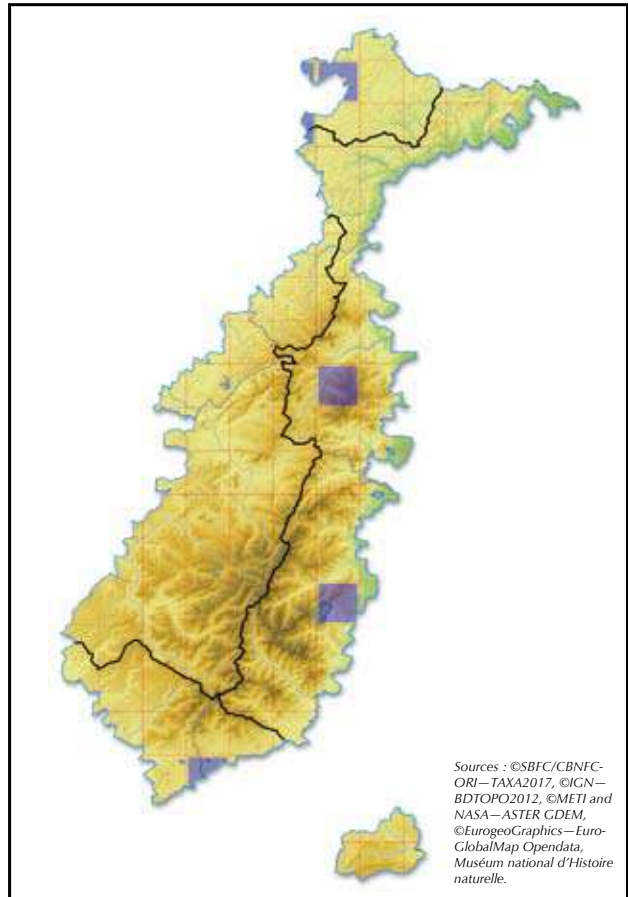 Sources : ©SBFC/CBNFC-
ORI—TAXA2017, ©IGN—
BDTOPO2012, ©METI and
NASA—ASTER GDEM,
©EurogeoGraphics—Euro-
GlobalMap Opendata,
Muséum national d'Histoire
naturelle.